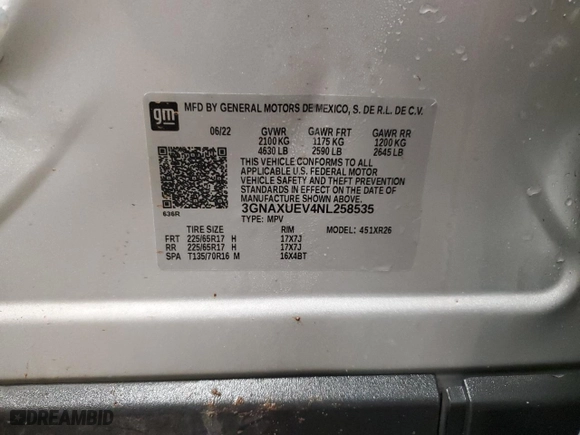 gm
MFD BY GENERAL MOTORS DE MEXICO, S. DE R.L. DE C.V.
06/22 GVWR GAWR FRT GAWR RR
2100 KG 1175 KG 1200 KG
4630 LB 2590 LB 2645 LB
THIS VEHICLE CONFORMS TO ALL
APPLICABLE U.S. FEDERAL MOTOR
VEHICLE SAFETY AND THEFT PREVENTION
STANDARDS IN EFFECT ON THE DATE OF
MANUFACTURE SHOWN ABOVE.
3GNAXUEV4NL258535
636R
TYPE: MPV
TIRE SIZE RIM MODEL: 451XR26
FRT 225/65R17 H 17X7J
RR 225/65R17 H 17X7J
SPA T135/70R16 M 16X4BT
DREAMBID